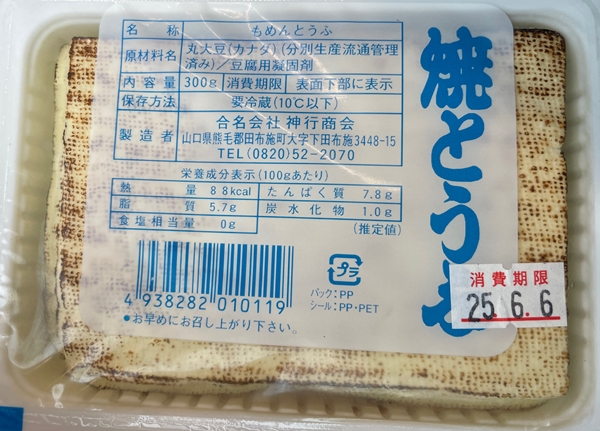 名称 もめんとうふ
原材料名 丸大豆(カナダ)(分別生産流通管理
済み)/豆腐用凝固剤
内容量 300g 消費期限 表面下部に表示
保存方法 要冷蔵(10℃以下)
製造者 合名会社 神行商会
山口県熊毛郡田布施町大字下田布施3448-15
TEL(0820)52-2070
栄養成分表示(100gあたり)
熱量 88kcal たんぱく質 7.8g
脂質 5.7g 炭水化物 1.0g
食塩相当量 0g (推定値)
4 938282 010119
プラ
パック:PP
シール:PP・PET
●お早めにお召し上がり下さい。
焼とうふ
消費期限
25.6.6